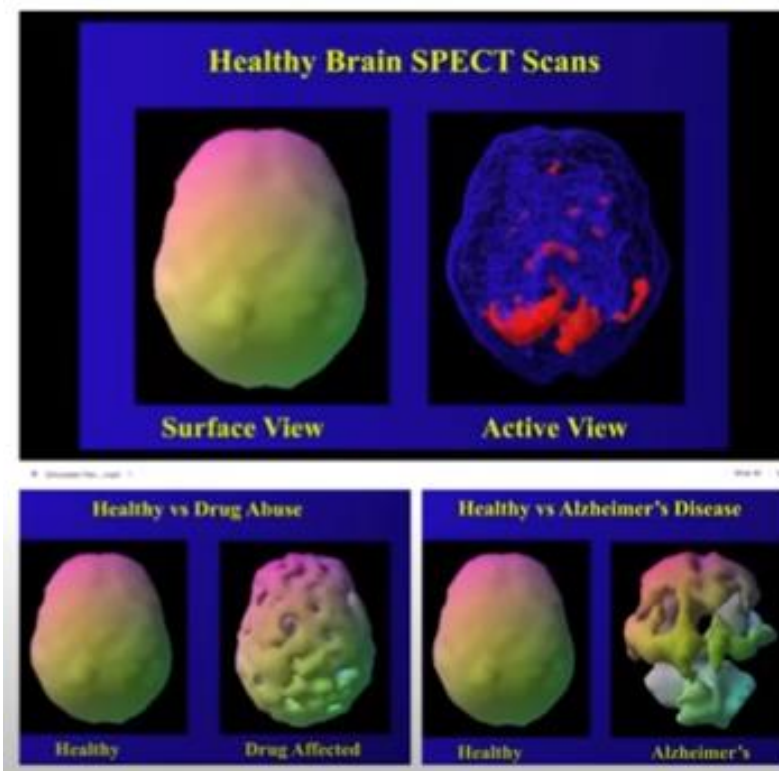 Healthy Brain SPECT Scans
Surface View
Active View
Healthy vs Drug Abuse
Healthy
Drug Affected
Healthy vs Alzheimer's Disease
Healthy
Alzheimer's